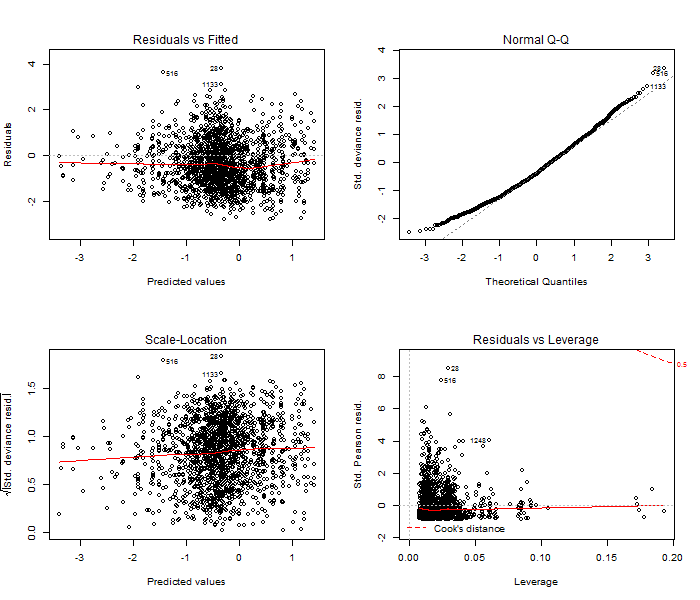 Residuals vs Fitted
Residuals
4
2
0
-2
28
516
1133
-3 -2 -1 0 1
Predicted values
Normal Q-Q
Std. deviance resid.
4
3
2
1
0
-1
-2
28
516
1133
-3 -2 -1 0 1 2 3
Theoretical Quantiles
Scale-Location
√|Std. deviance resid.|
1.5
1.0
0.5
0.0
28
516
1133
-3 -2 -1 0 1
Predicted values
Residuals vs Leverage
Std. Pearson resid.
8
6
4
2
0
-2
28
516
1248
0.5
Cook's distance
0.00 0.05 0.10 0.15 0.20
Leverage